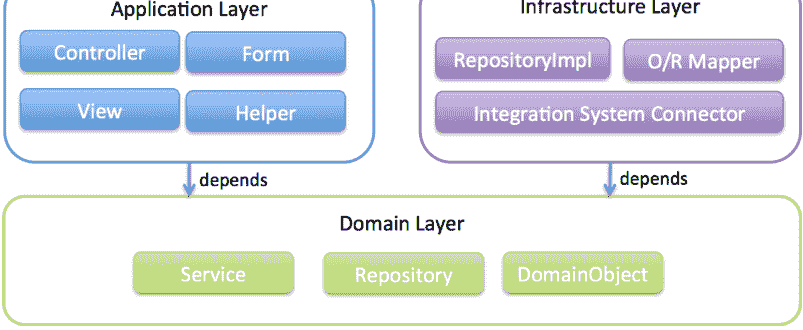 Application Layer
Infrastructure Layer
Controller
Form
View
Helper
RepositoryImpl
O/R Mapper
Integration System Connector
depends
depends
Domain Layer
Service
Repository
DomainObject